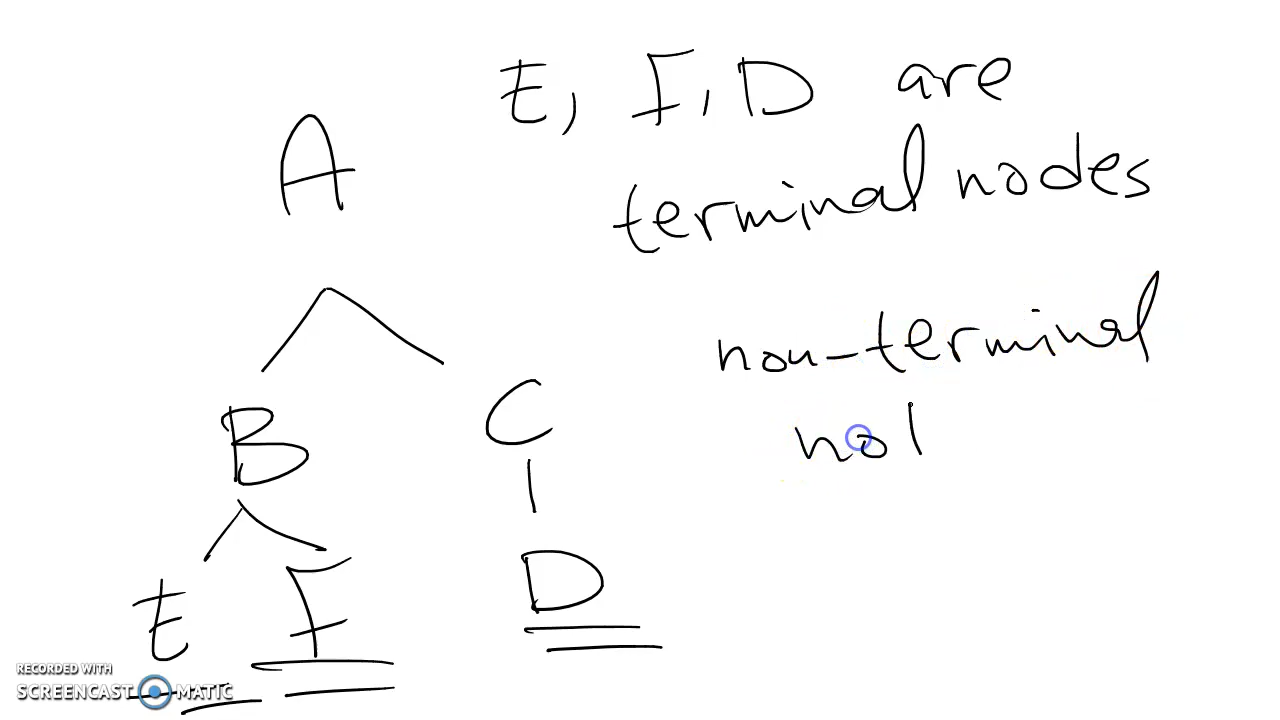 E, F, D are
A
terminal nodes
non-terminal
B
C
E
F
D
RECORDED WITH
SCREENCAST MATIC